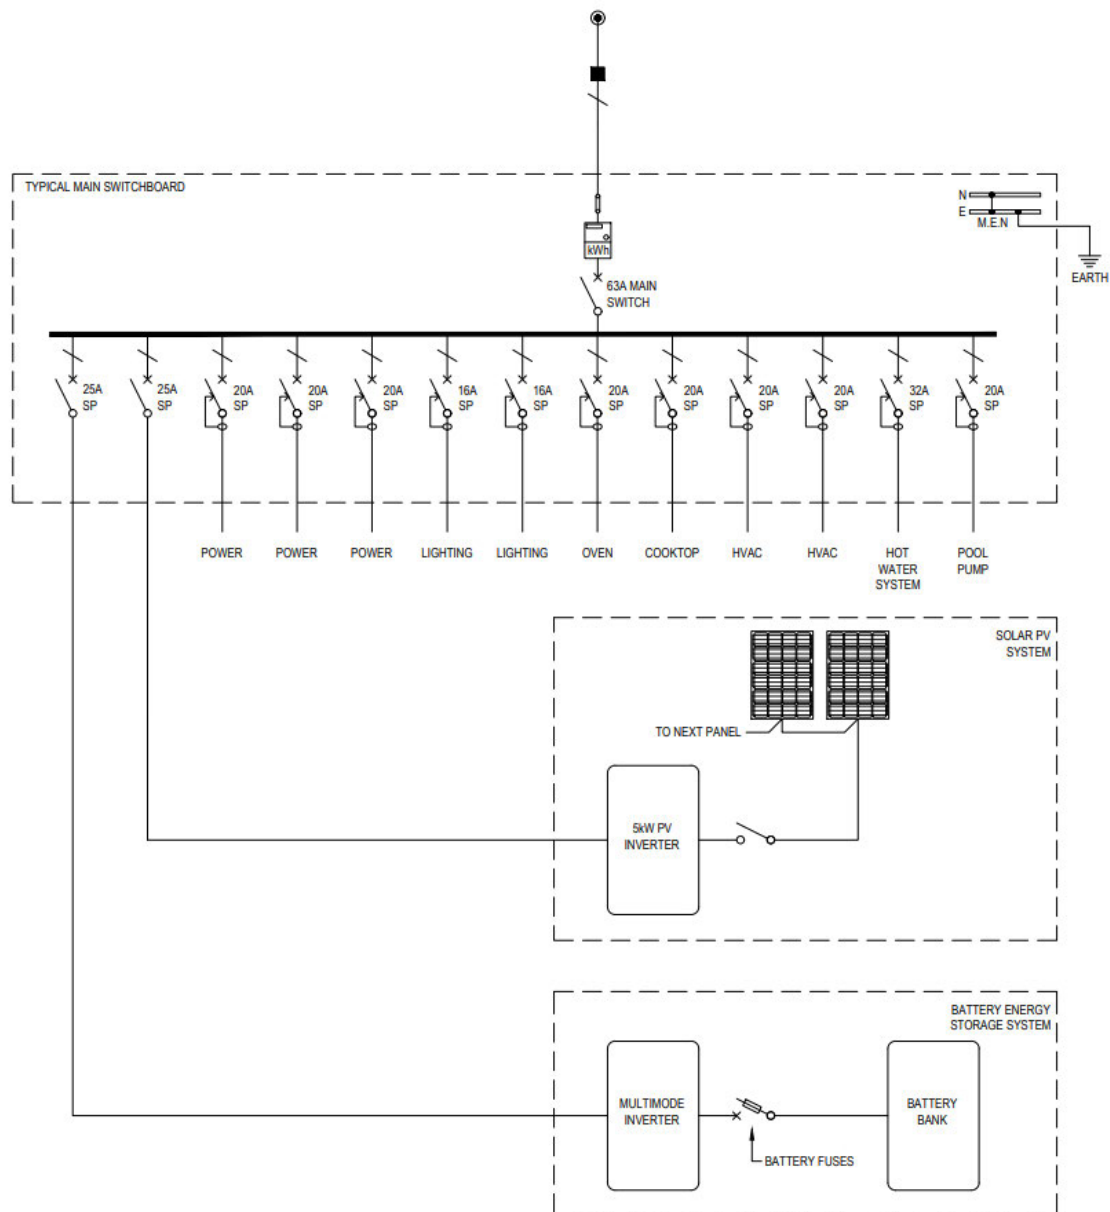 TYPICAL MAIN SWITCHBOARD
N
E
M.E.N
EARTH
kWh
63A MAIN
SWITCH
25A
SP
25A
SP
20A
SP
20A
SP
20A
SP
16A
SP
16A
SP
20A
SP
20A
SP
20A
SP
20A
SP
32A
SP
20A
SP
POWER
POWER
POWER
LIGHTING
LIGHTING
OVEN
COOKTOP
HVAC
HVAC
HOT
WATER
SYSTEM
POOL
PUMP
SOLAR PV
SYSTEM
TO NEXT PANEL
5kW PV
INVERTER
BATTERY ENERGY
STORAGE SYSTEM
MULTIMODE
INVERTER
BATTERY
BANK
BATTERY FUSES